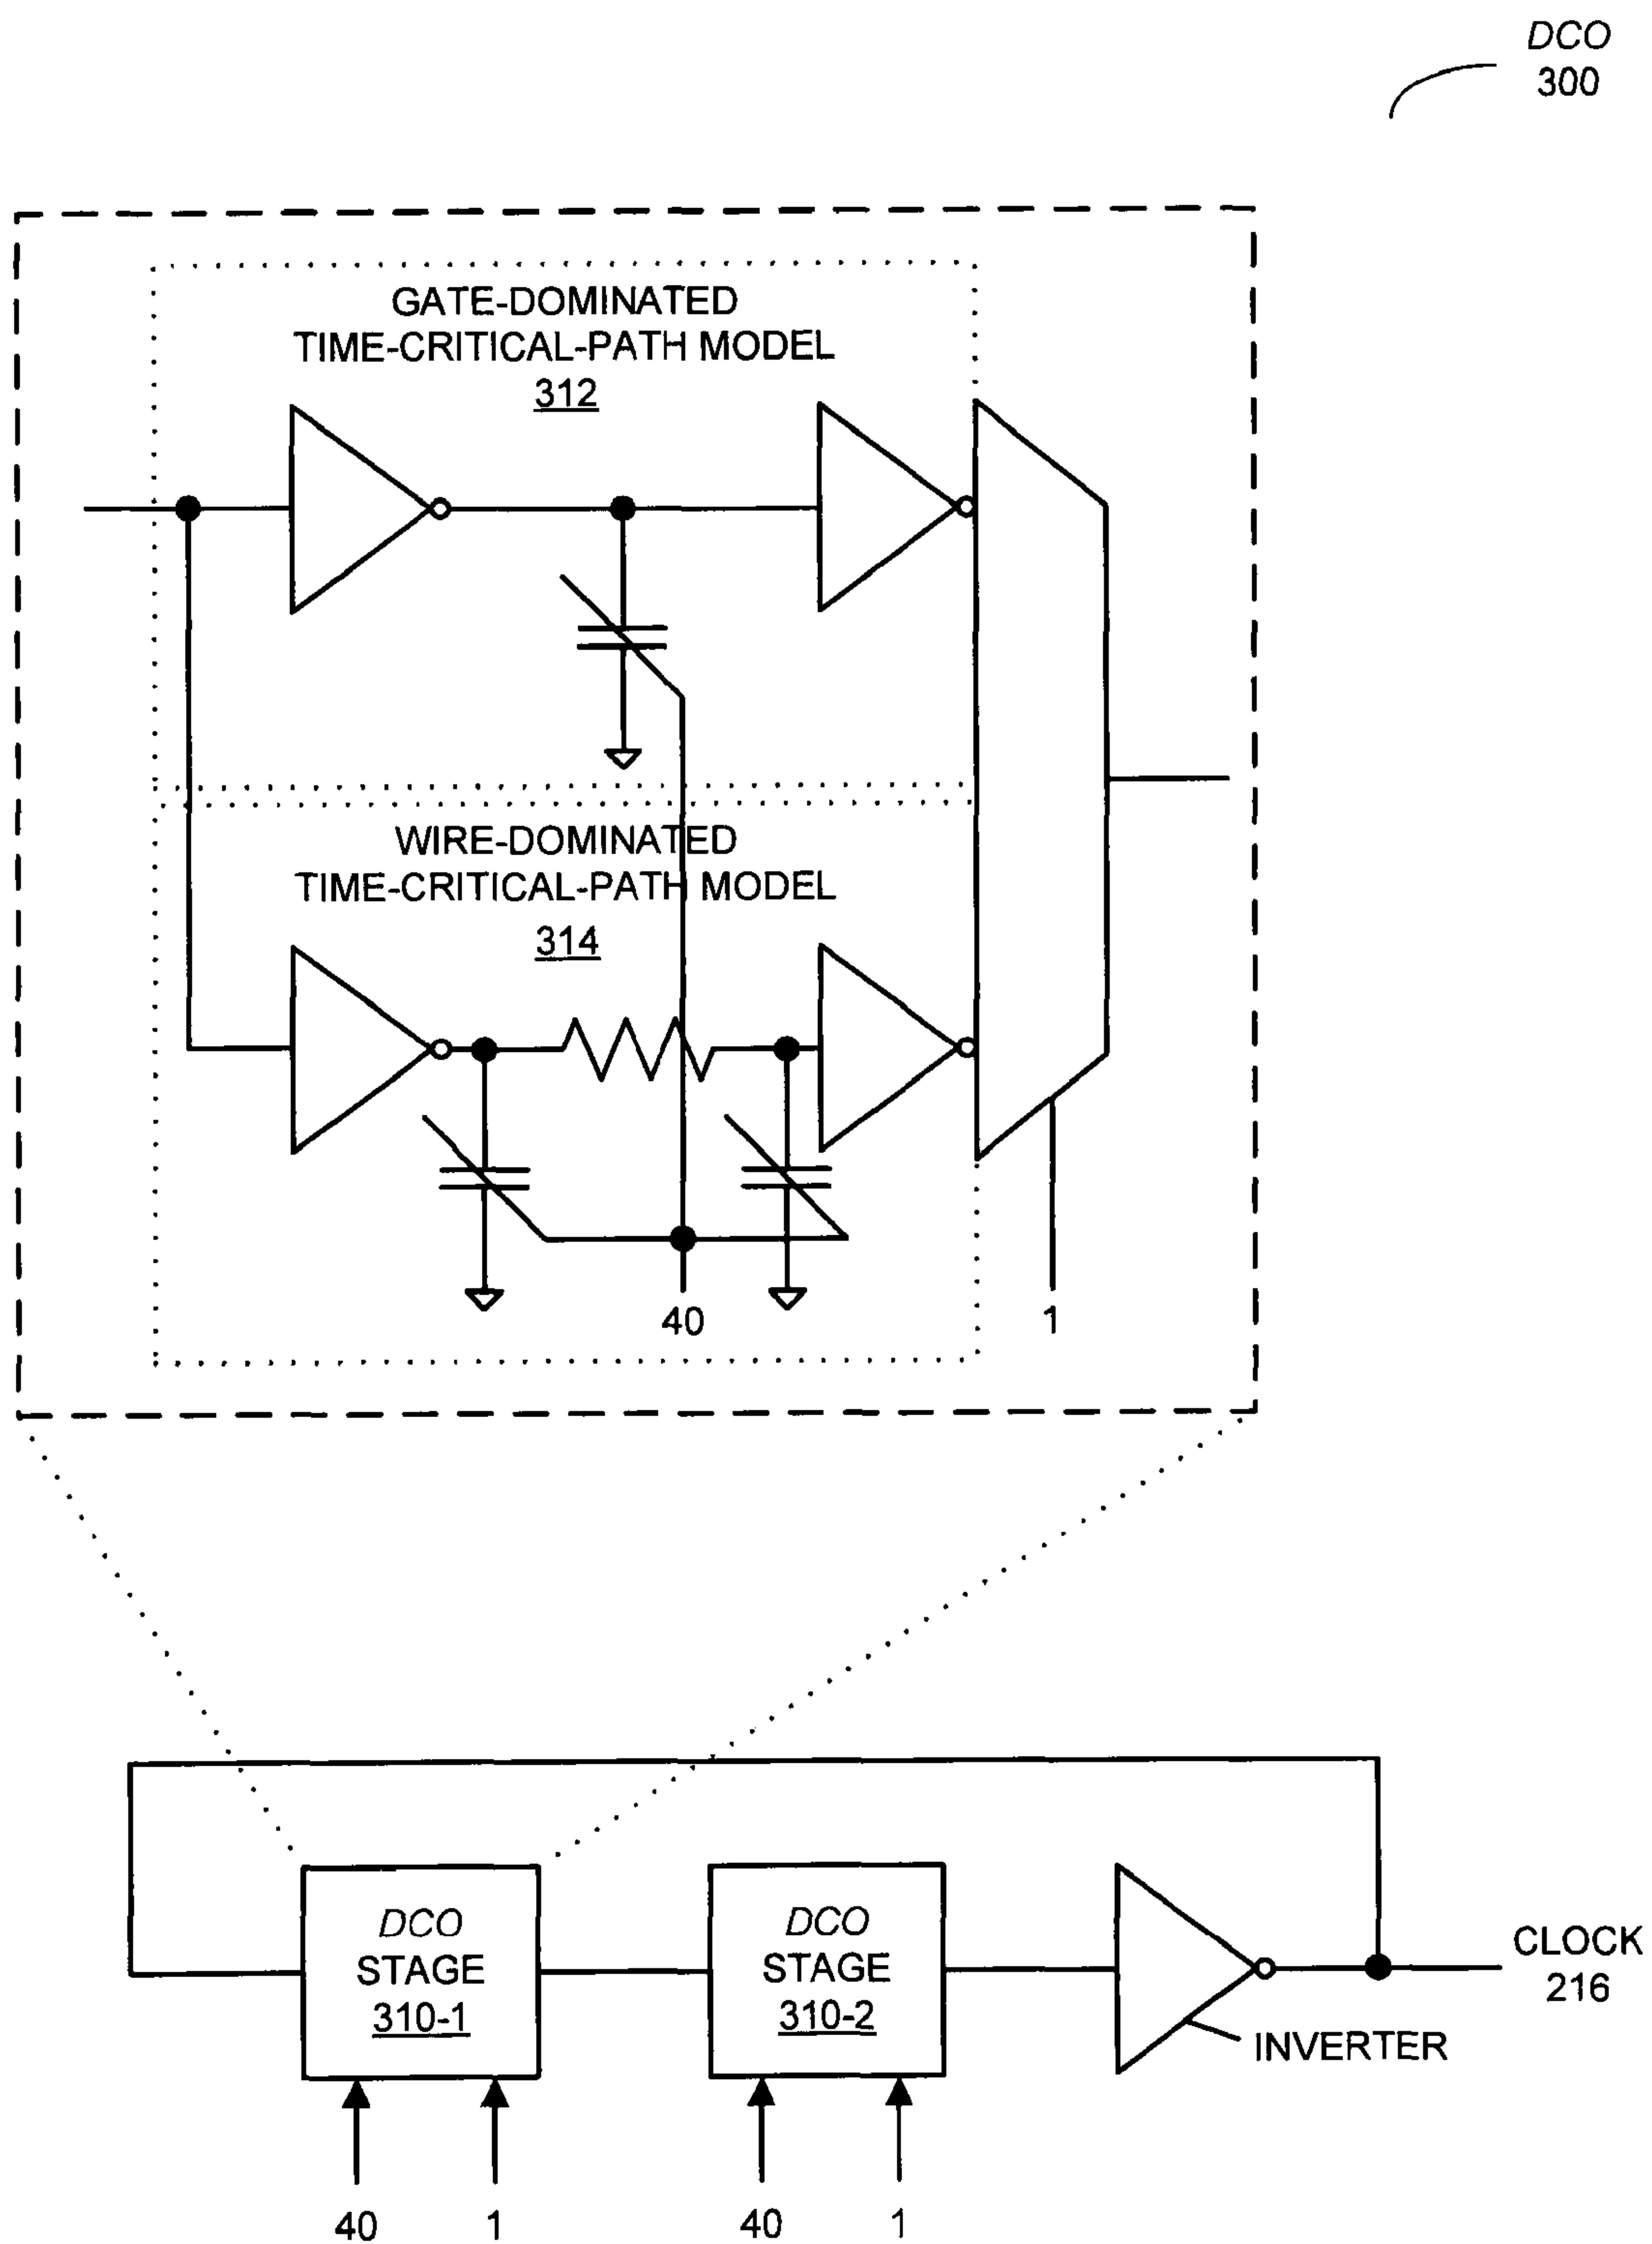 DCO
300
GATE-DOMINATED
TIME-CRITICAL-PATH MODEL
312
WIRE-DOMINATED
TIME-CRITICAL-PATH MODEL
314
40
1
DCO
STAGE
310-1
DCO
STAGE
310-2
CLOCK
216
INVERTER
40
1
40
1